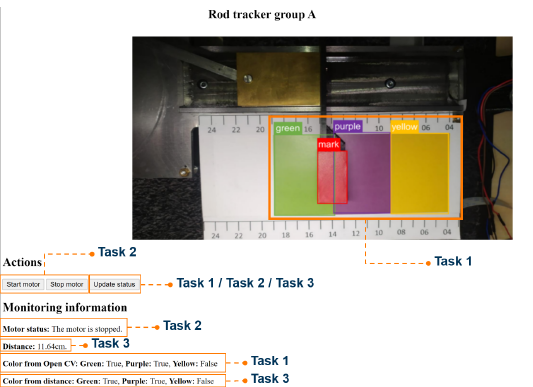 Rod tracker group A
24 22 20 green 16 purple 10 yellow 06 04
mark
24 22 20 18 16 14 12 10 08 06 04
Task 1
Task 2
Actions
Start motor Stop motor Update status Task 1 / Task 2 / Task 3
Monitoring information
Motor status: The motor is stopped. Task 2
Distance: 11.64cm. Task 3
Color from Open CV: Green: True, Purple: True, Yellow: False Task 1
Color from distance: Green: True, Purple: True, Yellow: False Task 3